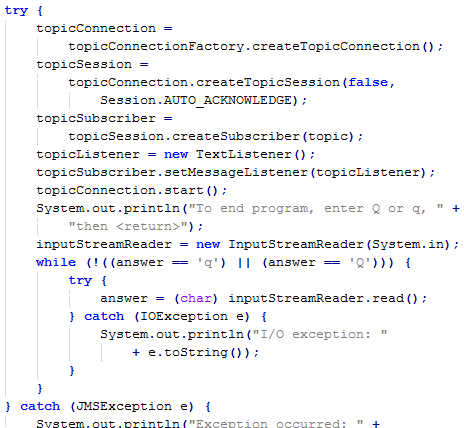 try {
topicConnection =
topicConnectionFactory.createTopicConnection();
topicSession =
topicConnection.createTopicSession(false,
Session.AUTO_ACKNOWLEDGE);
topicSubscriber =
topicSession.createSubscriber(topic);
topicListener = new TextListener();
topicSubscriber.setMessageListener(topicListener);
topicConnection.start();
System.out.println("To end program, enter Q or q, " +
"then <return>");
inputStreamReader = new InputStreamReader(System.in);
while (!((answer == 'q') || (answer == 'Q'))) {
try {
answer = (char) inputStreamReader.read();
} catch (IOException e) {
System.out.println("I/O exception: "
+ e.toString());
}
}
} catch (JMSException e) {
System.out.println("Exception occurred: " +